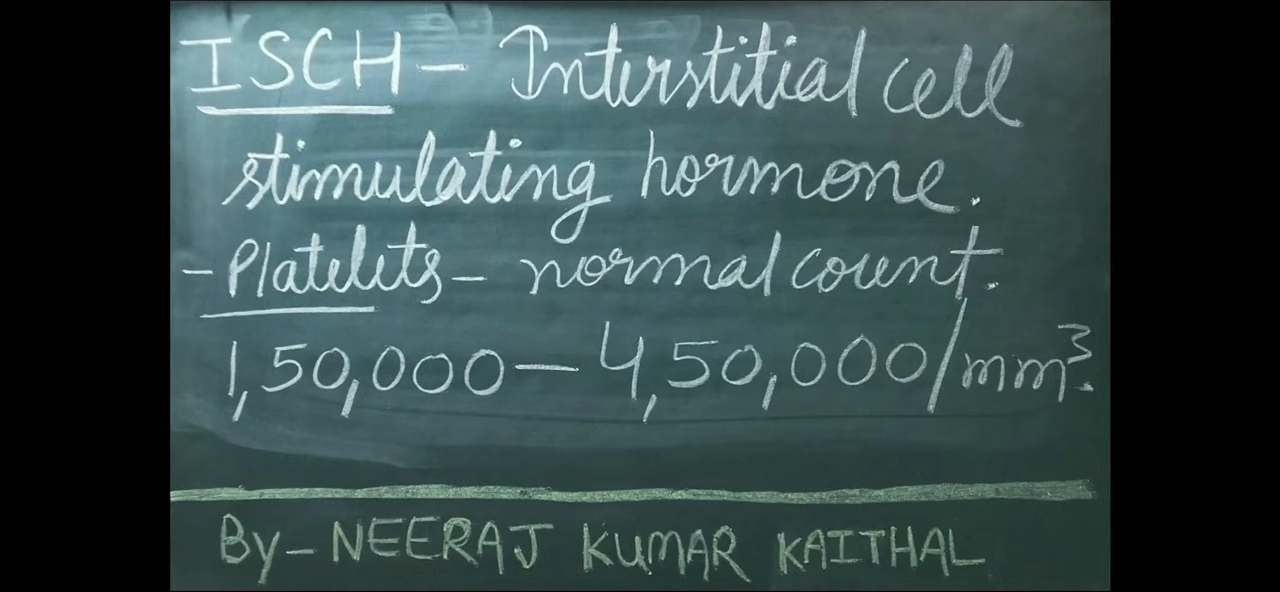 ISCH - Interstitial cell
stimulating hormone.
- Platelets - normal count.
1,50,000 - 4,50,000/mm³.
By - NEERAJ KUMAR KAITHAL